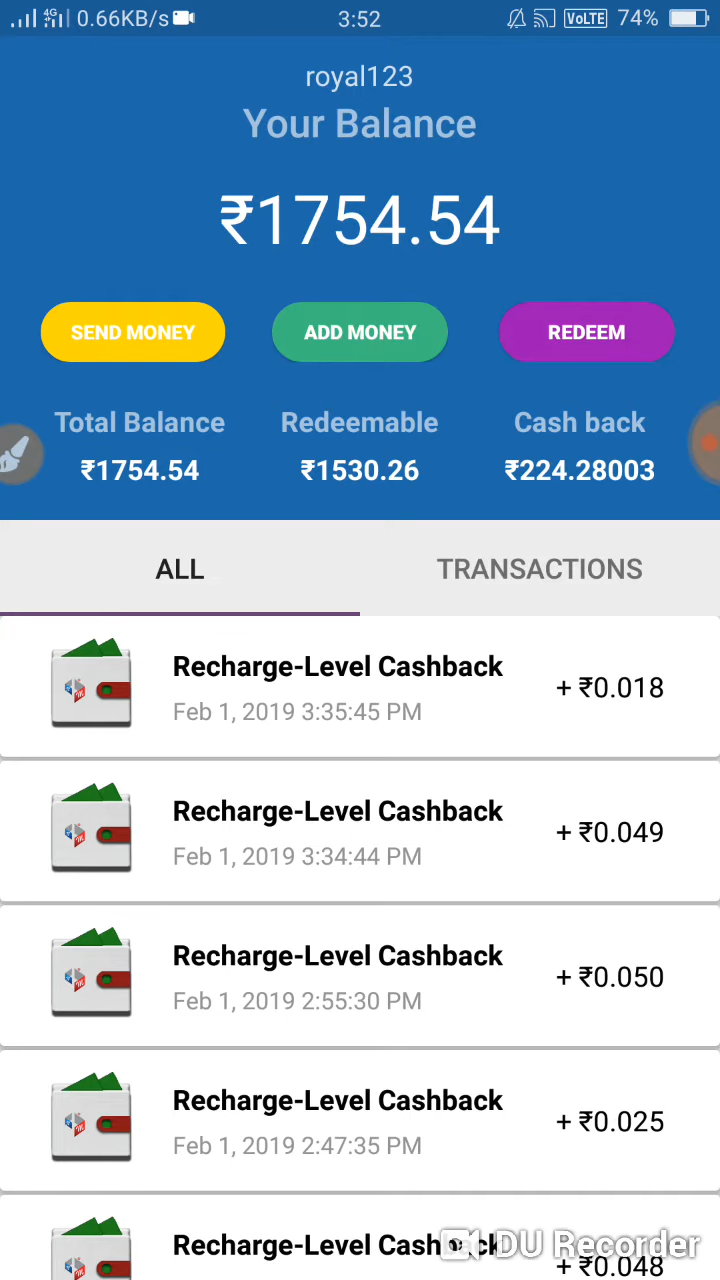 4G 0.66KB/s 3:52 VoLTE 74%
royal123
Your Balance
₹1754.54
SEND MONEY ADD MONEY REDEEM
Total Balance Redeemable Cash back
₹1754.54 ₹1530.26 ₹224.28003
ALL TRANSACTIONS
Recharge-Level Cashback
+ ₹0.018
Feb 1, 2019 3:35:45 PM
Recharge-Level Cashback
+ ₹0.049
Feb 1, 2019 3:34:44 PM
Recharge-Level Cashback
+ ₹0.050
Feb 1, 2019 2:55:30 PM
Recharge-Level Cashback
+ ₹0.025
Feb 1, 2019 2:47:35 PM
Recharge-Level Cashback
DU Recorder
+ ₹0.048